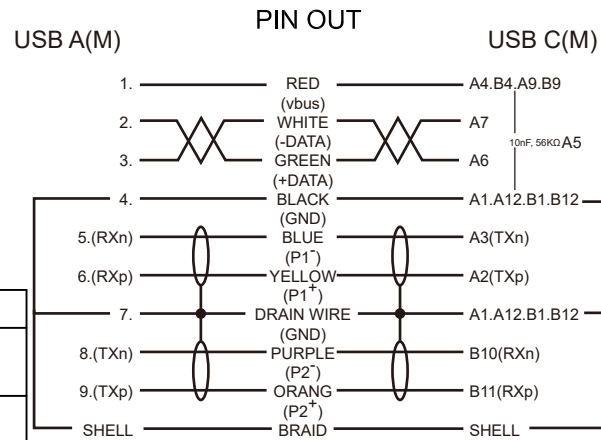 PIN OUT
USB A(M) USB C(M)
1. RED A4.B4.A9.B9
(vbus)
2. WHITE A7
(-DATA) 10nF, 56KΩ A5
3. GREEN A6
(+DATA)
4. BLACK A1.A12.B1.B12
(GND)
5.(RXn) BLUE A3(TXn)
(P1-)
6.(RXp) YELLOW A2(TXp)
(P1+)
7. DRAIN WIRE A1.A12.B1.B12
(GND)
8.(TXn) PURPLE B10(RXn)
(P2-)
9.(TXp) ORANG B11(RXp)
(P2+)
SHELL BRAID SHELL